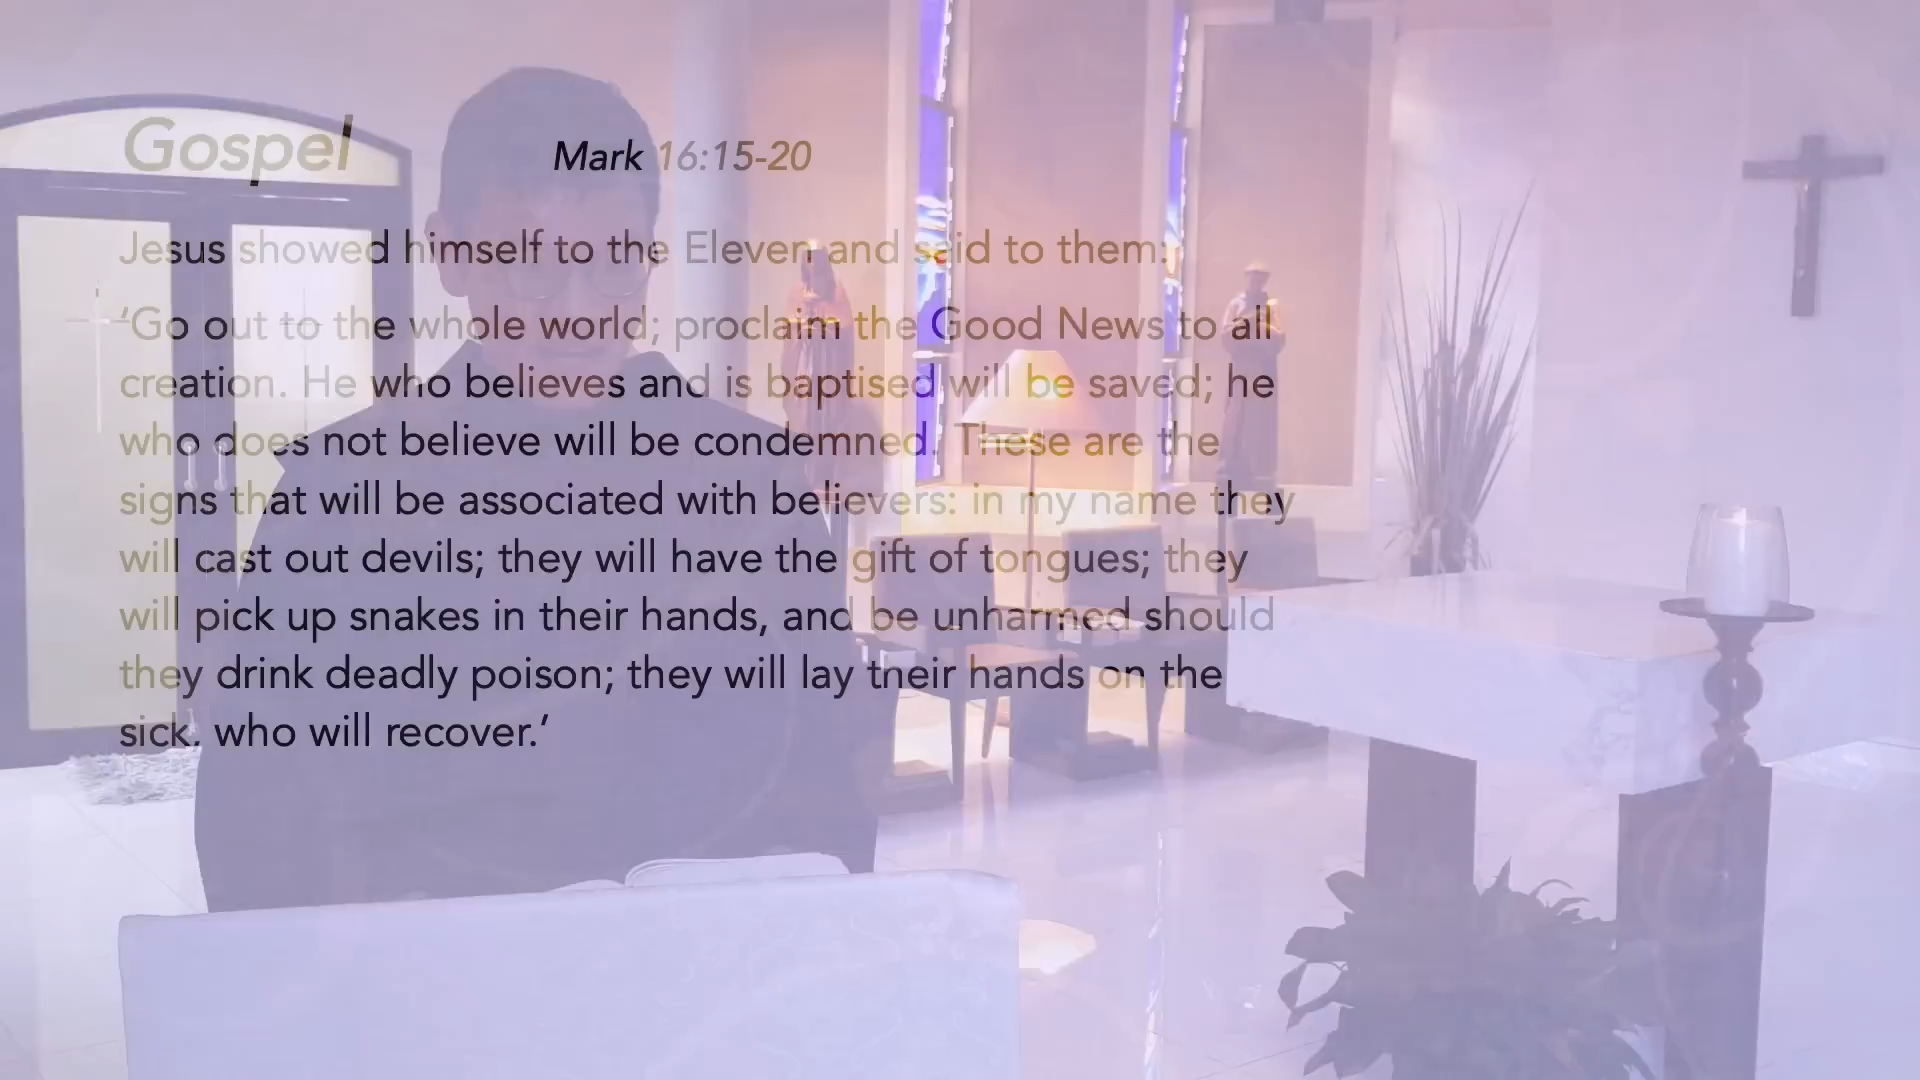 Gospel Mark 16:15-20
Jesus showed himself to the Eleven and said to them:
‘Go out to the whole world; proclaim the Good News to all
creation. He who believes and is baptised will be saved; he
who does not believe will be condemned. These are the
signs that will be associated with believers: in my name they
will cast out devils; they will have the gift of tongues; they
will pick up snakes in their hands, and be unharmed should
they drink deadly poison; they will lay their hands on the
sick, who will recover.’